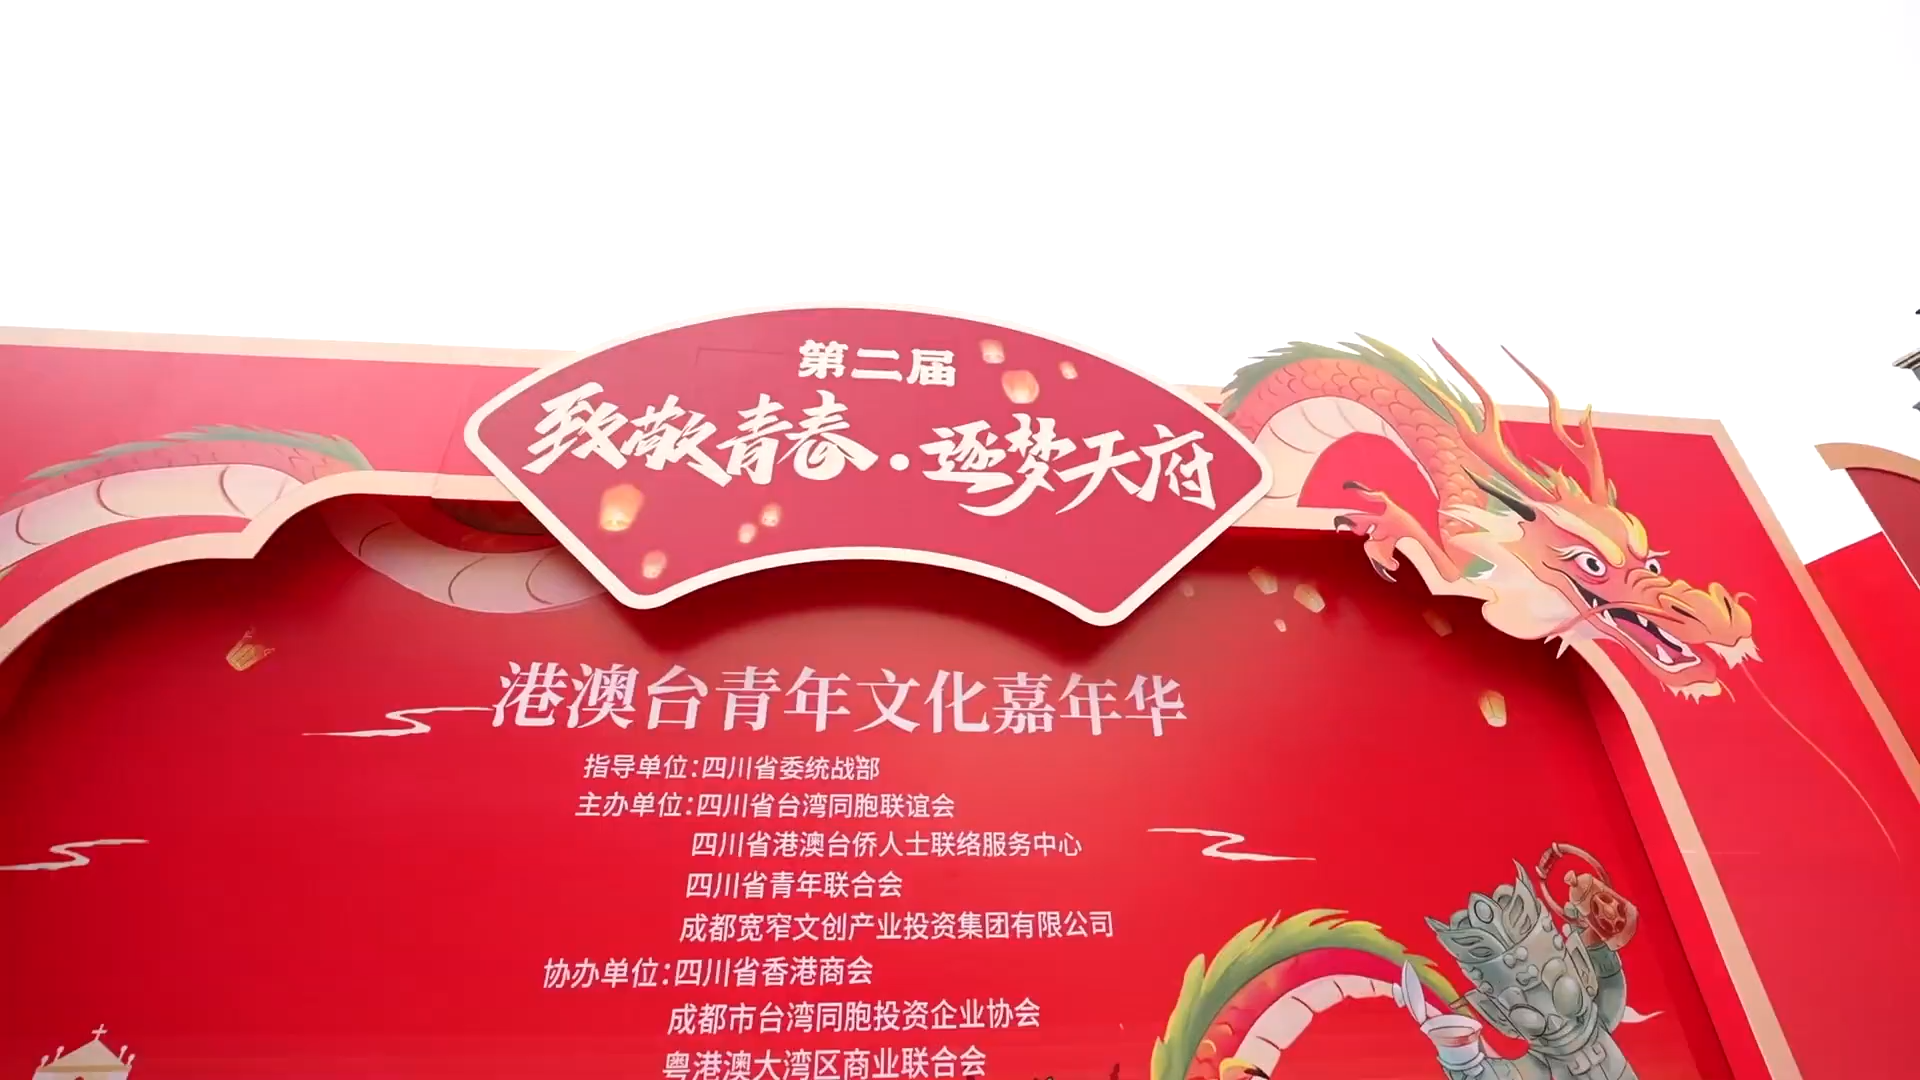 第二届
致敬青春·逐梦天府
港澳台青年文化嘉年华
指导单位:四川省委统战部
主办单位:四川省台湾同胞联谊会
四川省港澳台侨人士联络服务中心
四川省青年联合会
成都宽窄文创产业投资集团有限公司
协办单位:四川省香港商会
成都市台湾同胞投资企业协会
粤港澳大湾区商业联合会